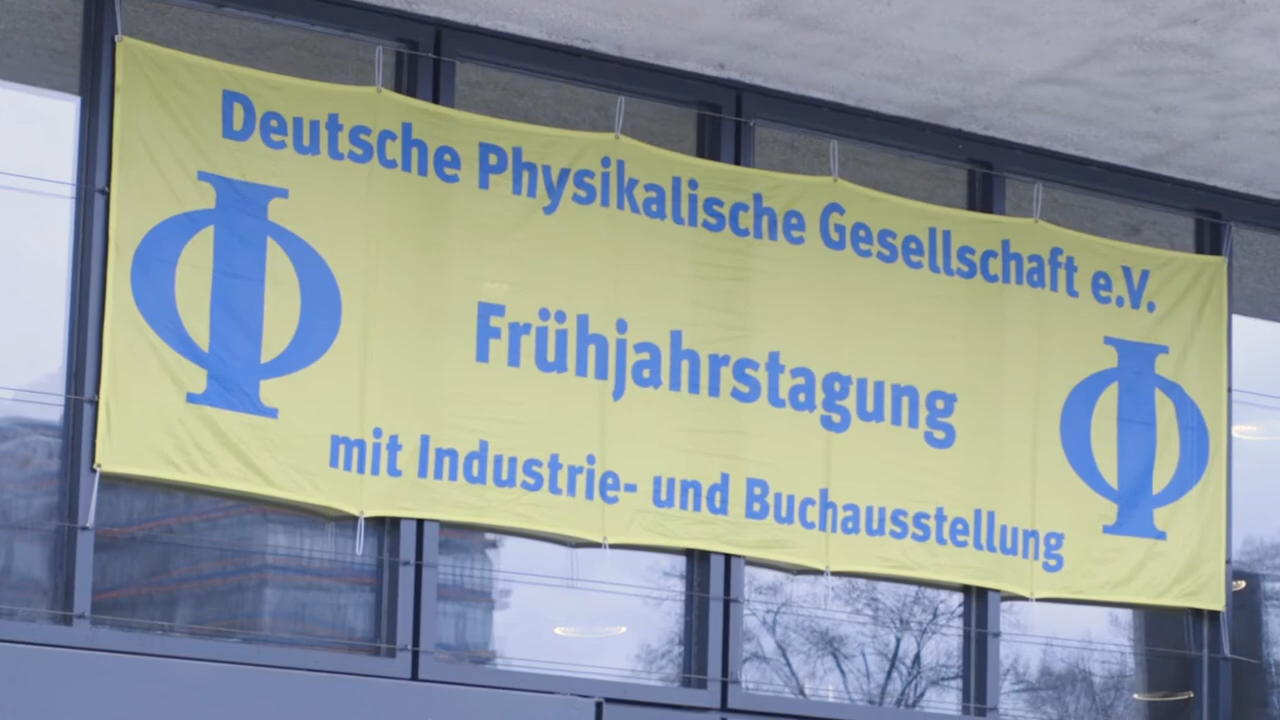 Deutsche Physikalische Gesellschaft e.V.
Φ Frühjahrstagung Φ
mit Industrie- und Buchausstellung